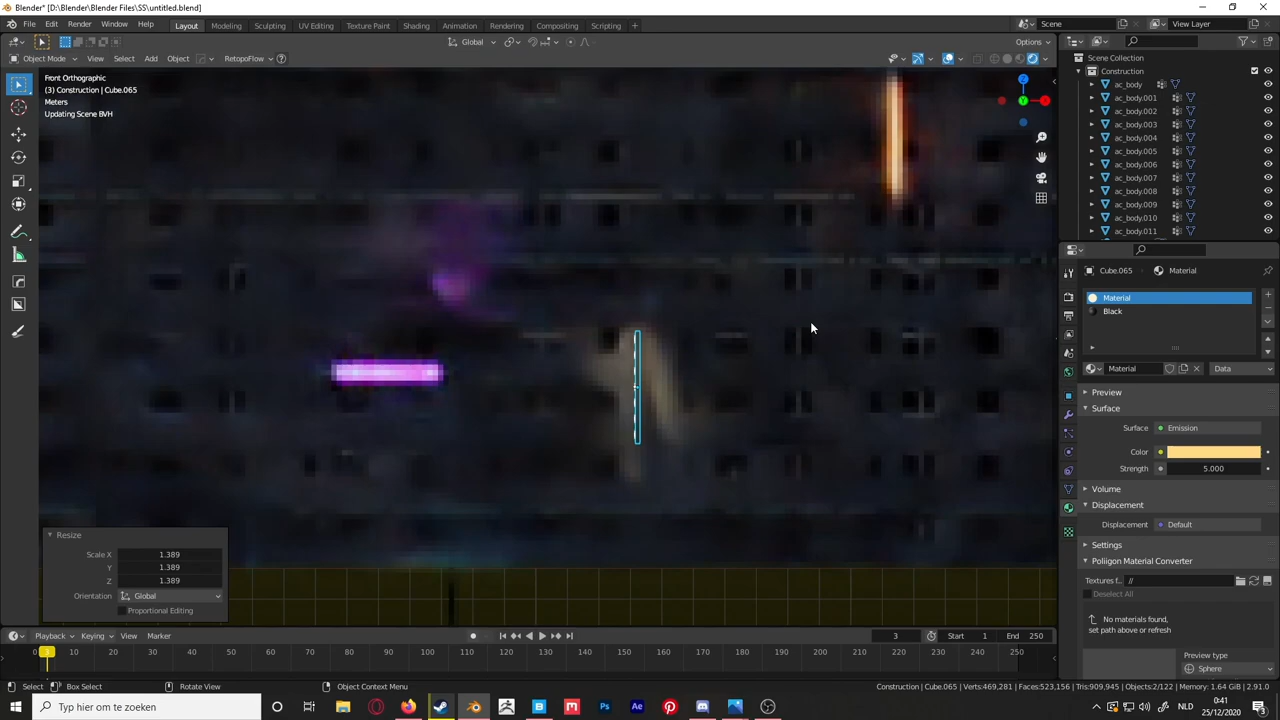 Blender* [D:\Blender\Blender Files\SS\untitled.blend]
File Edit Render Window Help Layout Modeling Sculpting UV Editing Texture Paint Shading Animation Rendering Compositing Scripting + Scene View Layer
Global Options
Object Mode View Select Add Object RetopoFlow
Front Orthographic
(3) Construction | Cube.065
Meters
Updating Scene BVH
Scene Collection
Construction
ac_body
ac_body.001
ac_body.002
ac_body.003
ac_body.004
ac_body.005
ac_body.006
ac_body.007
ac_body.008
ac_body.009
ac_body.010
ac_body.011
Cube.065 Material
Material
Black
Material Data
Preview
Surface
Surface Emission
Color
Strength 5.000
Volume
Displacement
Displacement Default
Settings
Poliigon Material Converter
Textures f.. //
Deselect All
No materials found,
set path above or refresh
Preview type
Sphere
Resize
Scale X 1.389
Y 1.389
Z 1.389
Orientation Global
Proportional Editing
Playback Keying View Marker 3 Start 1 End 250
0 3 10 20 30 40 50 60 70 80 90 100 110 120 130 140 150 160 170 180 190 200 210 220 230 240 250
Select Box Select Rotate View Object Context Menu Construction | Cube.065 | Verts:469,281 | Faces:523,156 | Tris:909,945 | Objects:2/122 | Memory: 1.64 GiB | 2.91.0
Typ hier om te zoeken NLD 0:41
25/12/2020